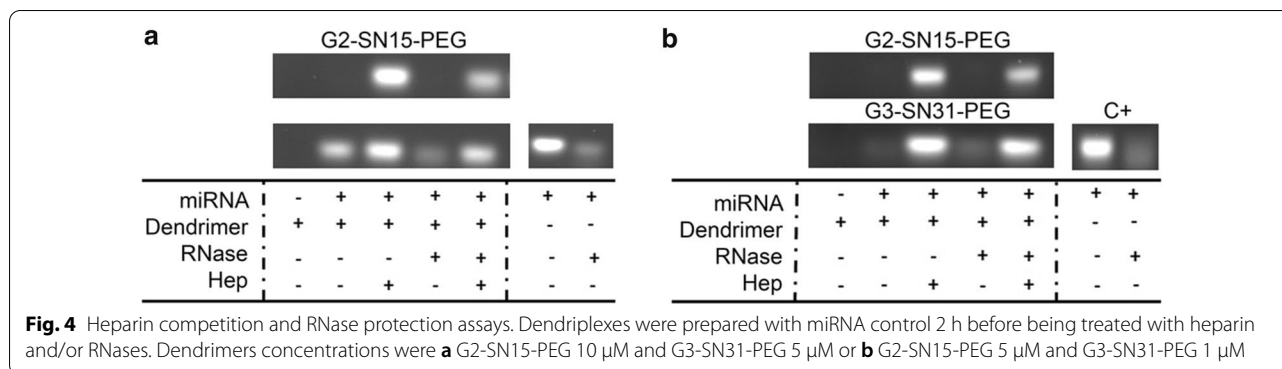 a
G2-SN15-PEG
miRNA - + + + + + +
Dendrimer + + + + + - -
RNase - - - + + - +
Hep - - + - + - -
b
G2-SN15-PEG
G3-SN31-PEG C+
miRNA - + + + + + +
Dendrimer + + + + + - -
RNase - - - + + - +
Hep - - + - + - -
Fig. 4 Heparin competition and RNase protection assays. Dendriplexes were prepared with miRNA control 2 h before being treated with heparin
and/or RNases. Dendrimers concentrations were a G2-SN15-PEG 10 µM and G3-SN31-PEG 5 µM or b G2-SN15-PEG 5 µM and G3-SN31-PEG 1 µM